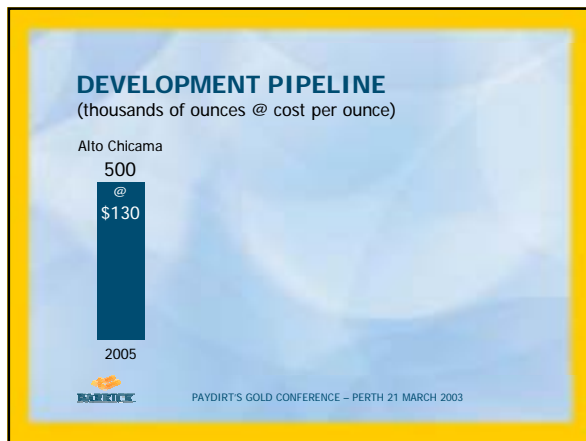 DEVELOPMENT PIPELINE
(thousands of ounces @ cost per ounce)
Alto Chicama
500
@
$130
2005
BARRICK
PAYDIRT'S GOLD CONFERENCE – PERTH 21 MARCH 2003